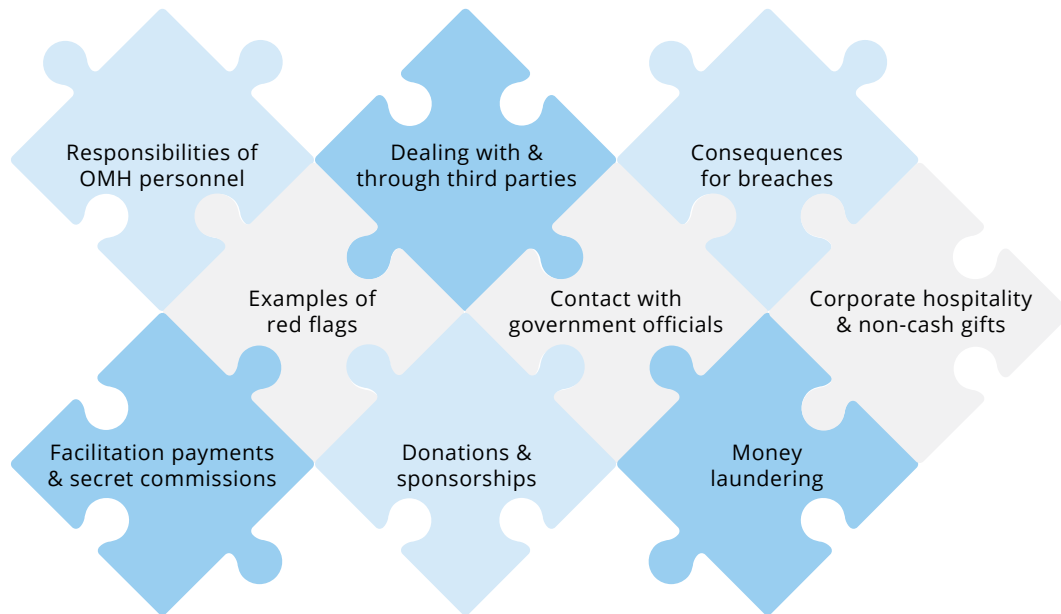 Responsibilities of
OMH personnel
Dealing with &
through third parties
Consequences
for breaches
Examples of
red flags
Contact with
government officials
Corporate hospitality
& non-cash gifts
Facilitation payments
& secret commissions
Donations &
sponsorships
Money
laundering